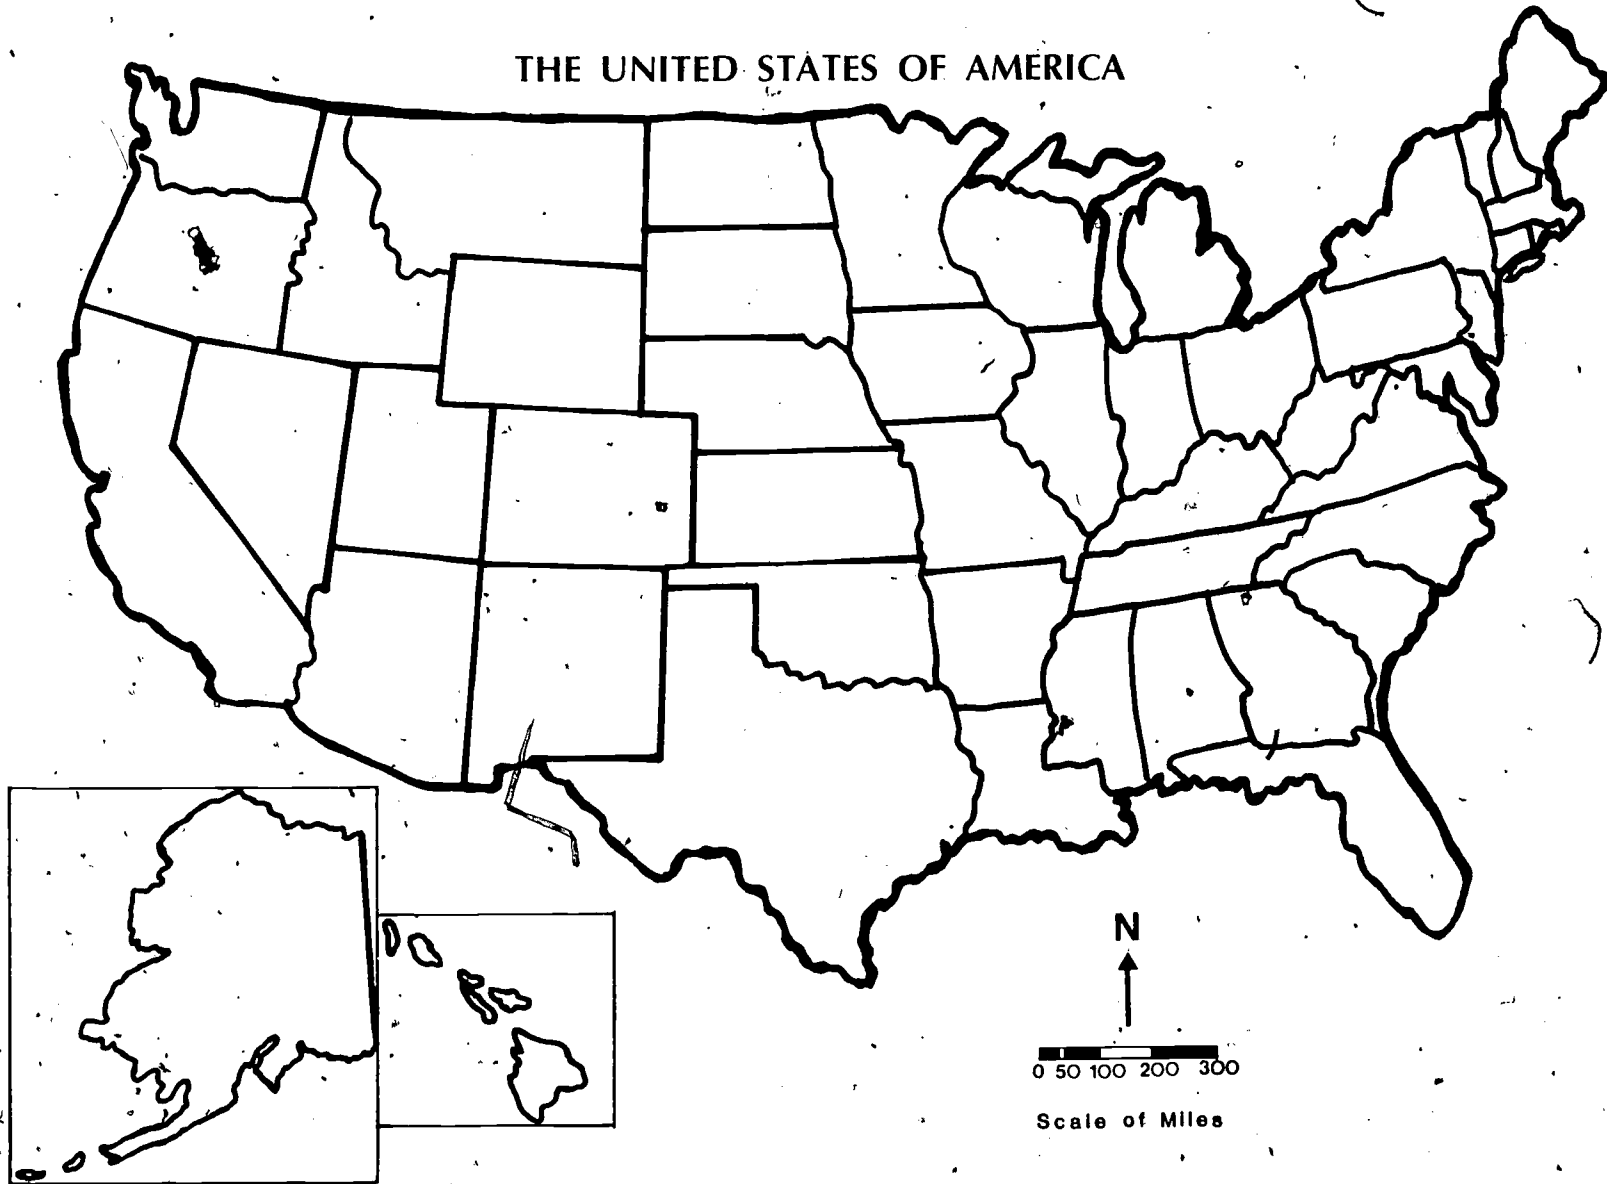 THE UNITED STATES OF AMERICA
N
0 50 100 200 300
Scale of Miles